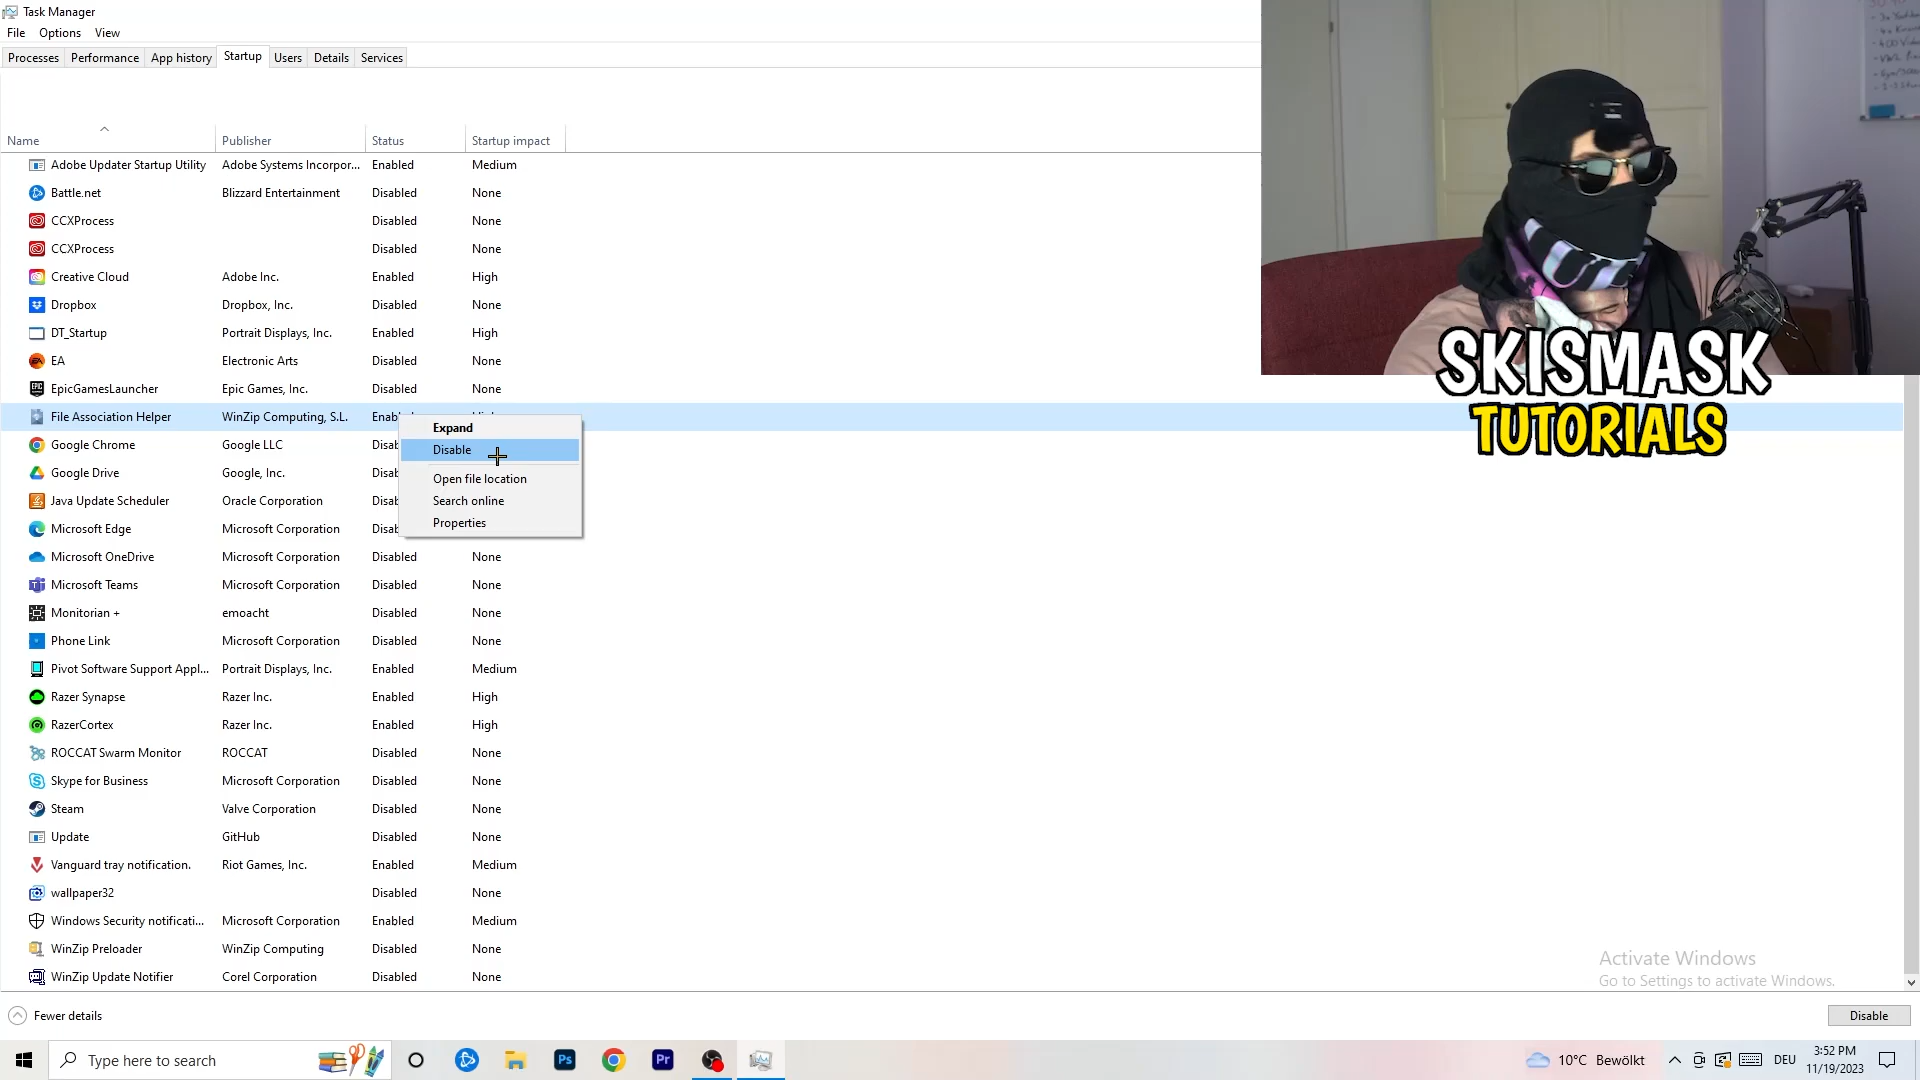 Task Manager
File Options View
Processes Performance App history Startup Users Details Services
Name Publisher Status Startup impact
Adobe Updater Startup Utility Adobe Systems Incorpor... Enabled Medium
Battle.net Blizzard Entertainment Disabled None
CCXProcess Disabled None
CCXProcess Disabled None
Creative Cloud Adobe Inc. Enabled High
Dropbox Dropbox, Inc. Disabled None
DT_Startup Portrait Displays, Inc. Enabled High
EA Electronic Arts Disabled None
EpicGamesLauncher Epic Games, Inc. Disabled None
File Association Helper WinZip Computing, S.L.
Google Chrome Google LLC
Google Drive Google, Inc.
Java Update Scheduler Oracle Corporation
Microsoft Edge Microsoft Corporation
Expand
Disable
Open file location
Search online
Properties
Microsoft OneDrive Microsoft Corporation Disabled None
Microsoft Teams Microsoft Corporation Disabled None
Monitorian + emoacht Disabled None
Phone Link Microsoft Corporation Disabled None
Pivot Software Support Appl... Portrait Displays, Inc. Enabled Medium
Razer Synapse Razer Inc. Enabled High
RazerCortex Razer Inc. Enabled High
ROCCAT Swarm Monitor ROCCAT Disabled None
Skype for Business Microsoft Corporation Disabled None
Steam Valve Corporation Disabled None
Update GitHub Disabled None
Vanguard tray notification. Riot Games, Inc. Enabled Medium
wallpaper32 Disabled None
Windows Security notificati... Microsoft Corporation Enabled Medium
WinZip Preloader WinZip Computing Disabled None
WinZip Update Notifier Corel Corporation Disabled None
SKISMASK
TUTORIALS
Activate Windows
Go to Settings to activate Windows.
Fewer details Disable
Type here to search Ps Pr 10°C Bewölkt DEU 3:52 PM
11/19/2023